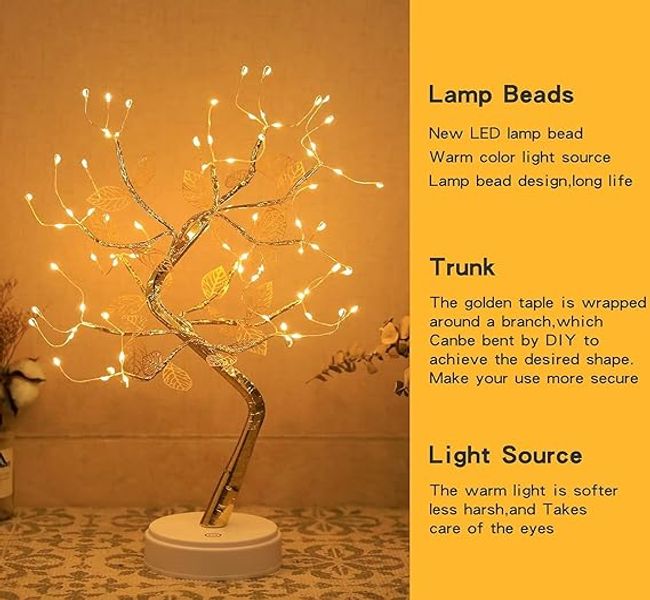 Lamp Beads
New LED lamp bead
Warm color light source
Lamp bead design,long life
Trunk
The golden taple is wrapped
around a branch,which
Canbe bent by DIY to
achieve the desired shape.
Make your use more secure
Light Source
The warm light is softer
less harsh,and Takes
care of the eyes